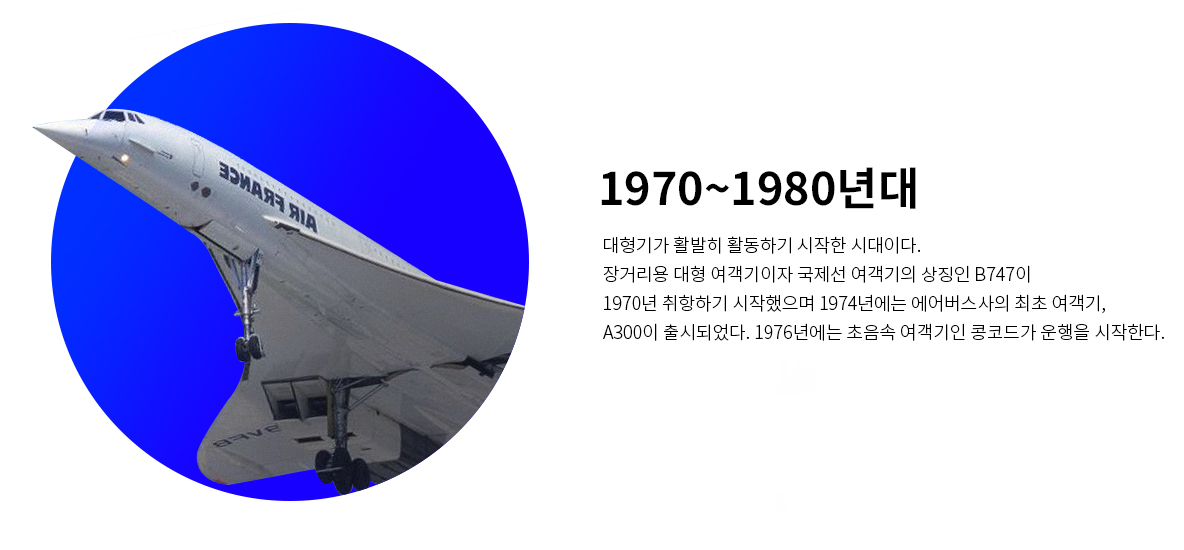 AIR FRANCE
1970~1980년대
대형기가 활발히 활동하기 시작한 시대이다.
장거리용 대형 여객기이자 국제선 여객기의 상징인 B747이
1970년 취항하기 시작했으며 1974년에는 에어버스사의 최초 여객기,
A300이 출시되었다. 1976년에는 초음속 여객기인 콩코드가 운행을 시작한다.